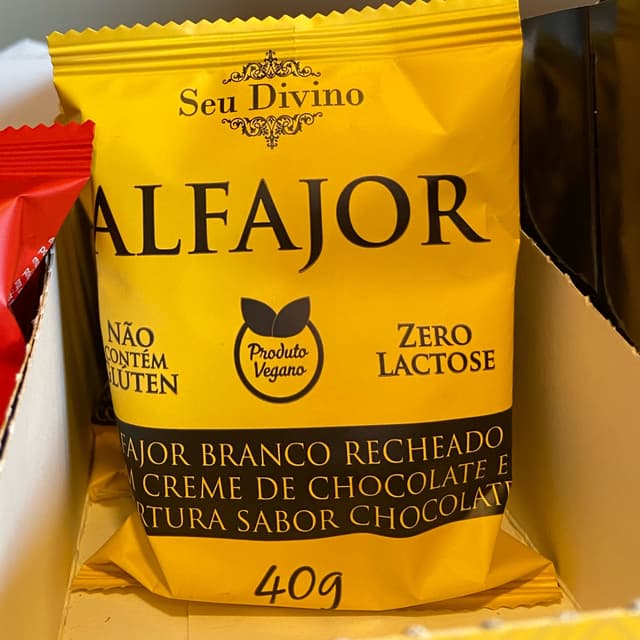 Seu Divino
ALFAJOR
NÃO
CONTÉM
GLÚTEN
Produto
Vegano
ZERO
LACTOSE
FAJOR BRANCO RECHEADO
CREME DE CHOCOLATE E
RTURA SABOR CHOCOLAT
40g